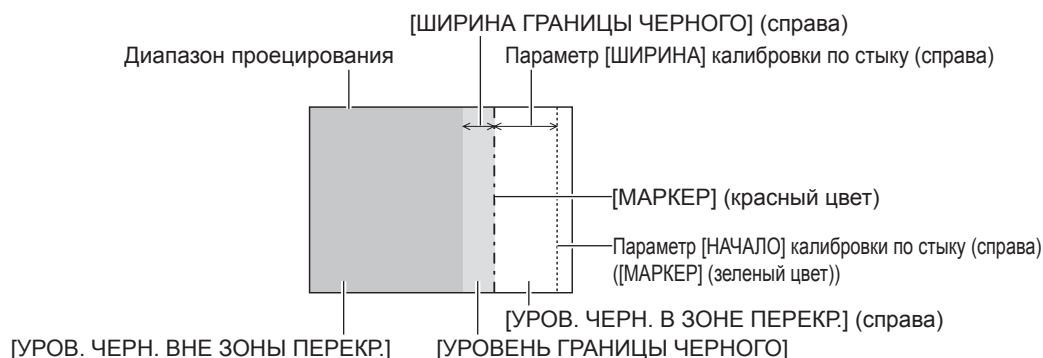 [ШИРИНА ГРАНИЦЫ ЧЕРНОГО] (справа)
Диапазон проецирования
Параметр [ШИРИНА] калибровки по стыку (справа)
[МАРКЕР] (красный цвет)
Параметр [НАЧАЛО] калибровки по стыку (справа)
([МАРКЕР] (зеленый цвет))
[УРОВ. ЧЕРН. В ЗОНЕ ПЕРЕКР.] (справа)
[УРОВ. ЧЕРН. ВНЕ ЗОНЫ ПЕРЕКР.]
[УРОВЕНЬ ГРАНИЦЫ ЧЕРНОГО]